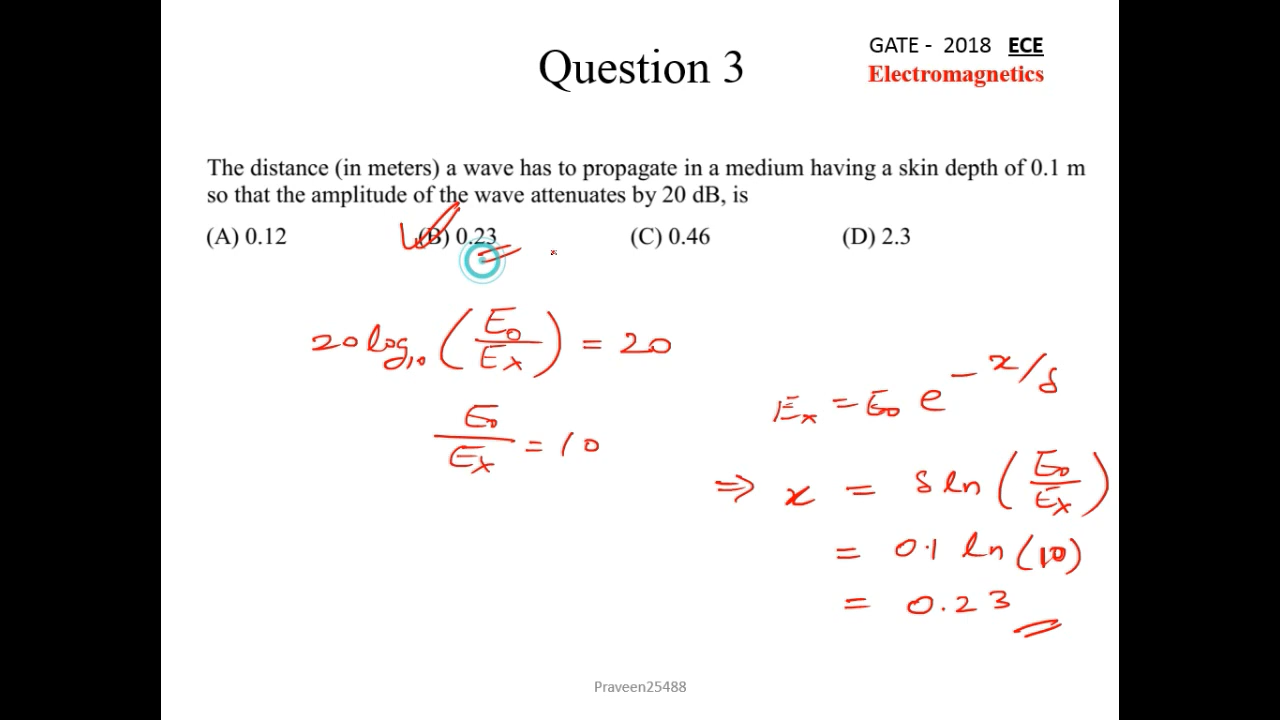 Question 3
GATE - 2018 ECE
Electromagnetics
The distance (in meters) a wave has to propagate in a medium having a skin depth of 0.1 m
so that the amplitude of the wave attenuates by 20 dB, is
(A) 0.12 (B) 0.23 (C) 0.46 (D) 2.3
20 log₁₀ (E₀/Eₓ) = 20
E₀/Eₓ = 10
Eₓ = E₀ e^(-x/δ)
⇒ x = δ ln (E₀/Eₓ)
= 0.1 ln (10)
= 0.23
Praveen25488